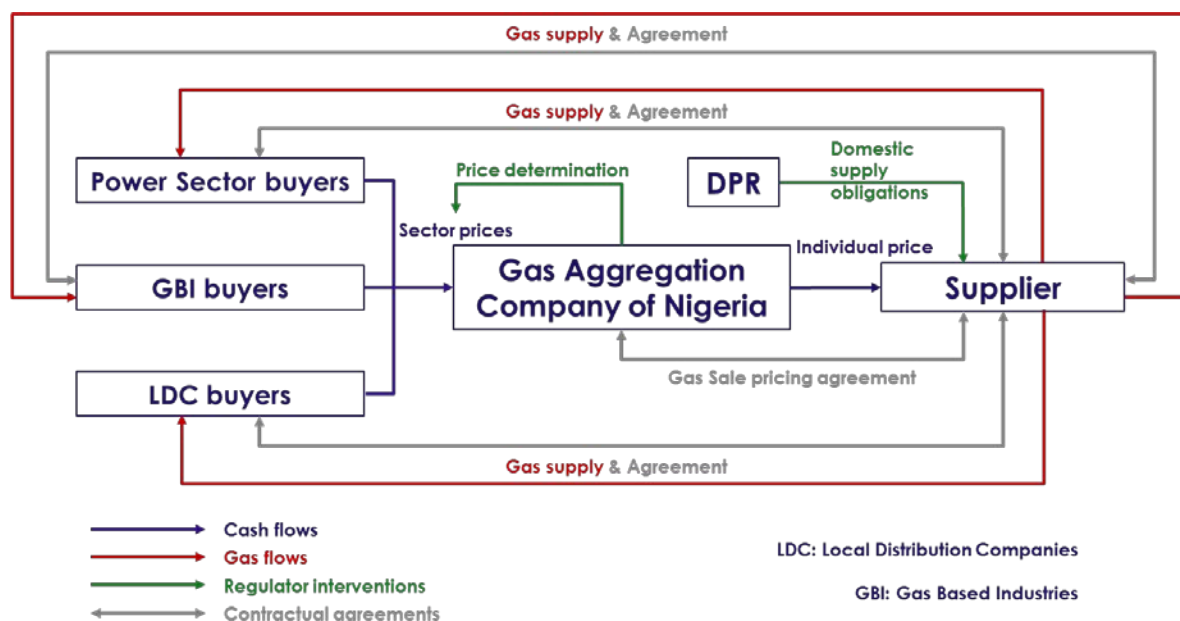 Gas supply & Agreement
Gas supply & Agreement
Power Sector buyers
Price determination
DPR
Domestic
supply
obligations
Sector prices
Individual price
GBI buyers
Gas Aggregation
Company of Nigeria
Supplier
Gas Sale pricing agreement
LDC buyers
Gas supply & Agreement
Cash flows
Gas flows
Regulator interventions
Contractual agreements
LDC: Local Distribution Companies
GBI: Gas Based Industries